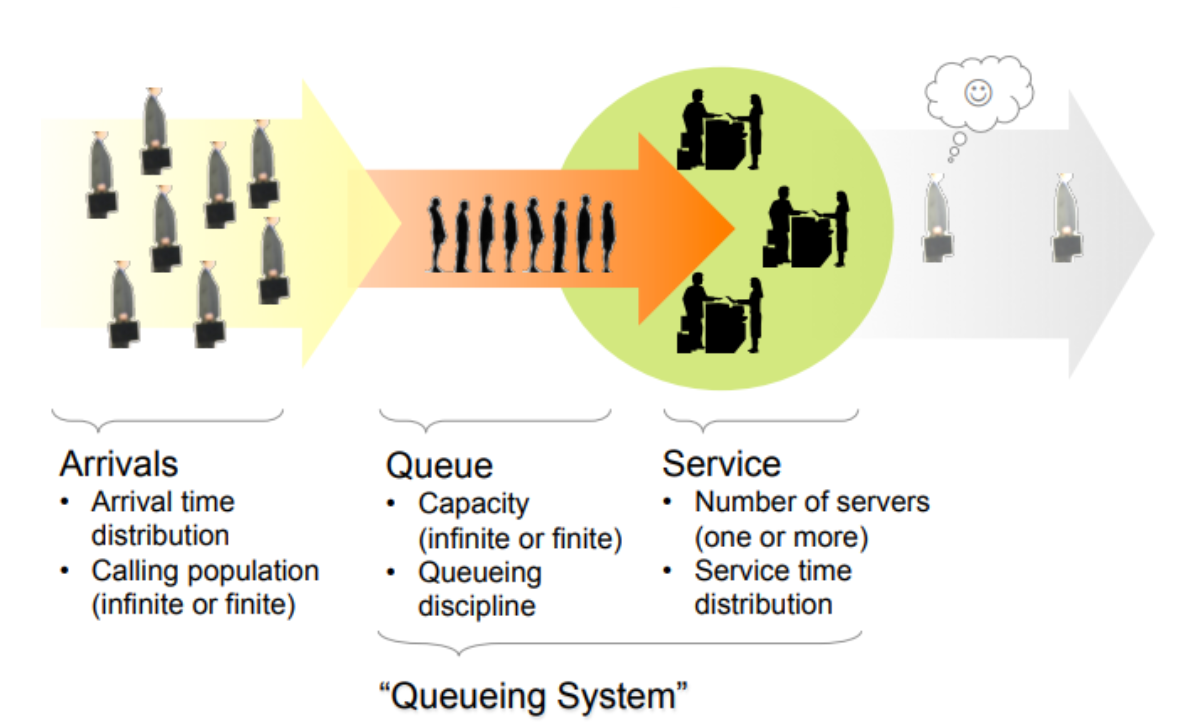 Arrivals
• Arrival time
distribution
• Calling population
(infinite or finite)
Queue
• Capacity
(infinite or finite)
• Queueing
discipline
Service
• Number of servers
(one or more)
• Service time
distribution
“Queueing System”